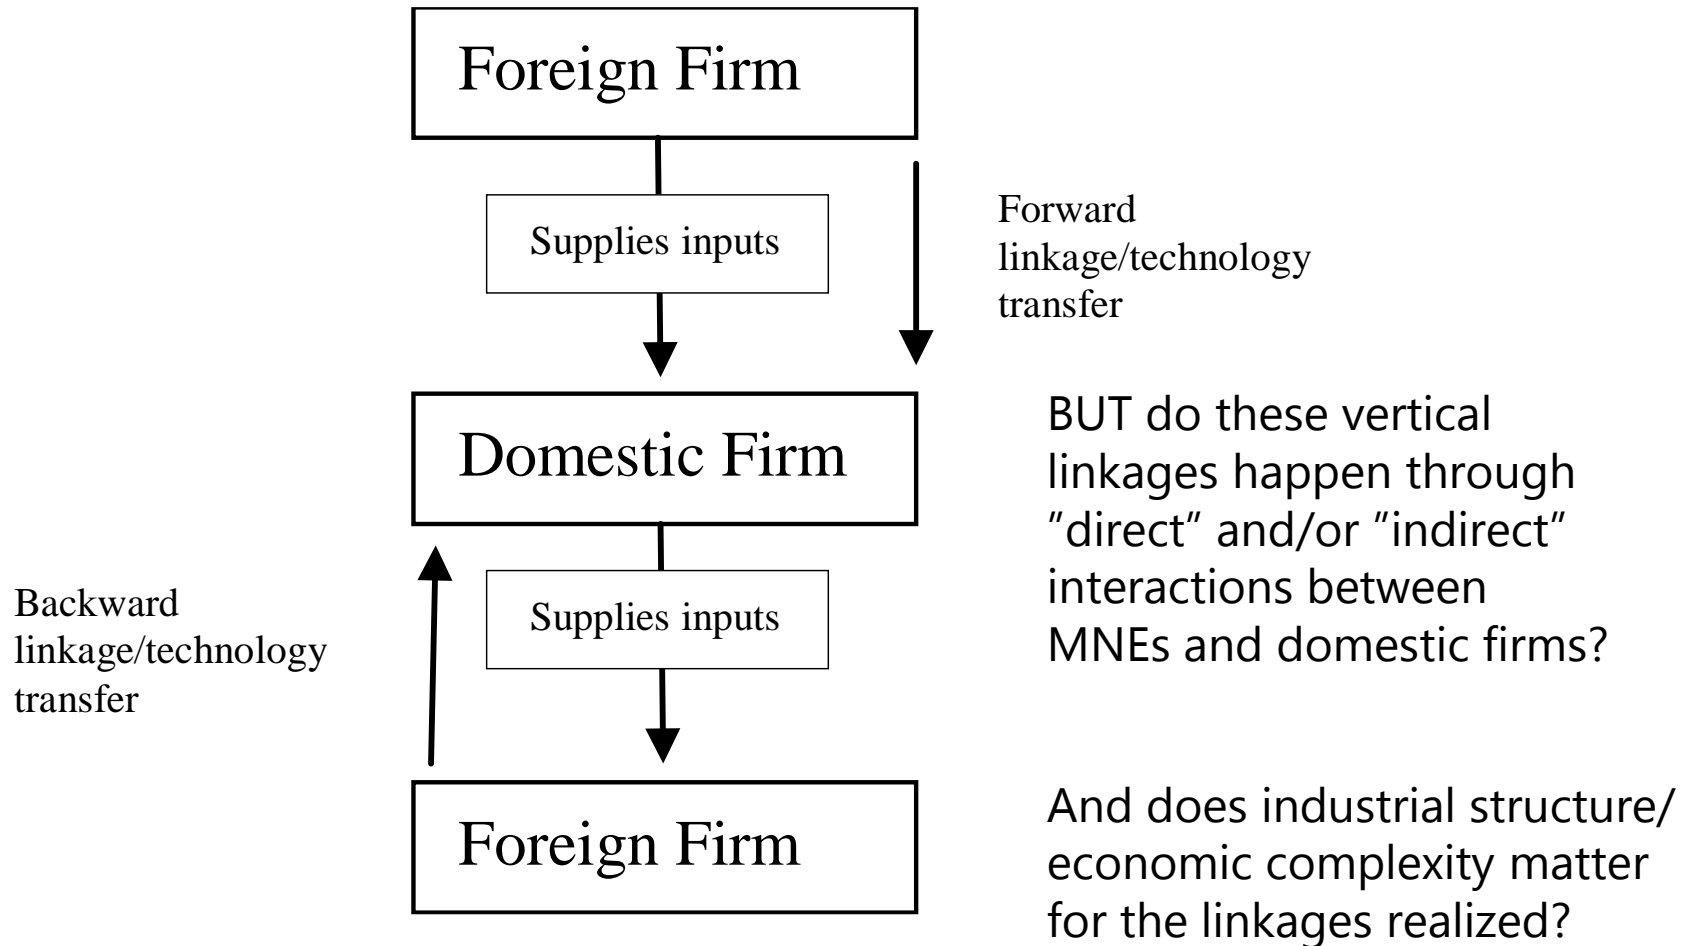 Foreign Firm
Supplies inputs
Forward
linkage/technology
transfer
Domestic Firm
BUT do these vertical
linkages happen through
"direct" and/or "indirect"
interactions between
MNEs and domestic firms?
Backward
linkage/technology
transfer
Supplies inputs
Foreign Firm
And does industrial structure/
economic complexity matter
for the linkages realized?